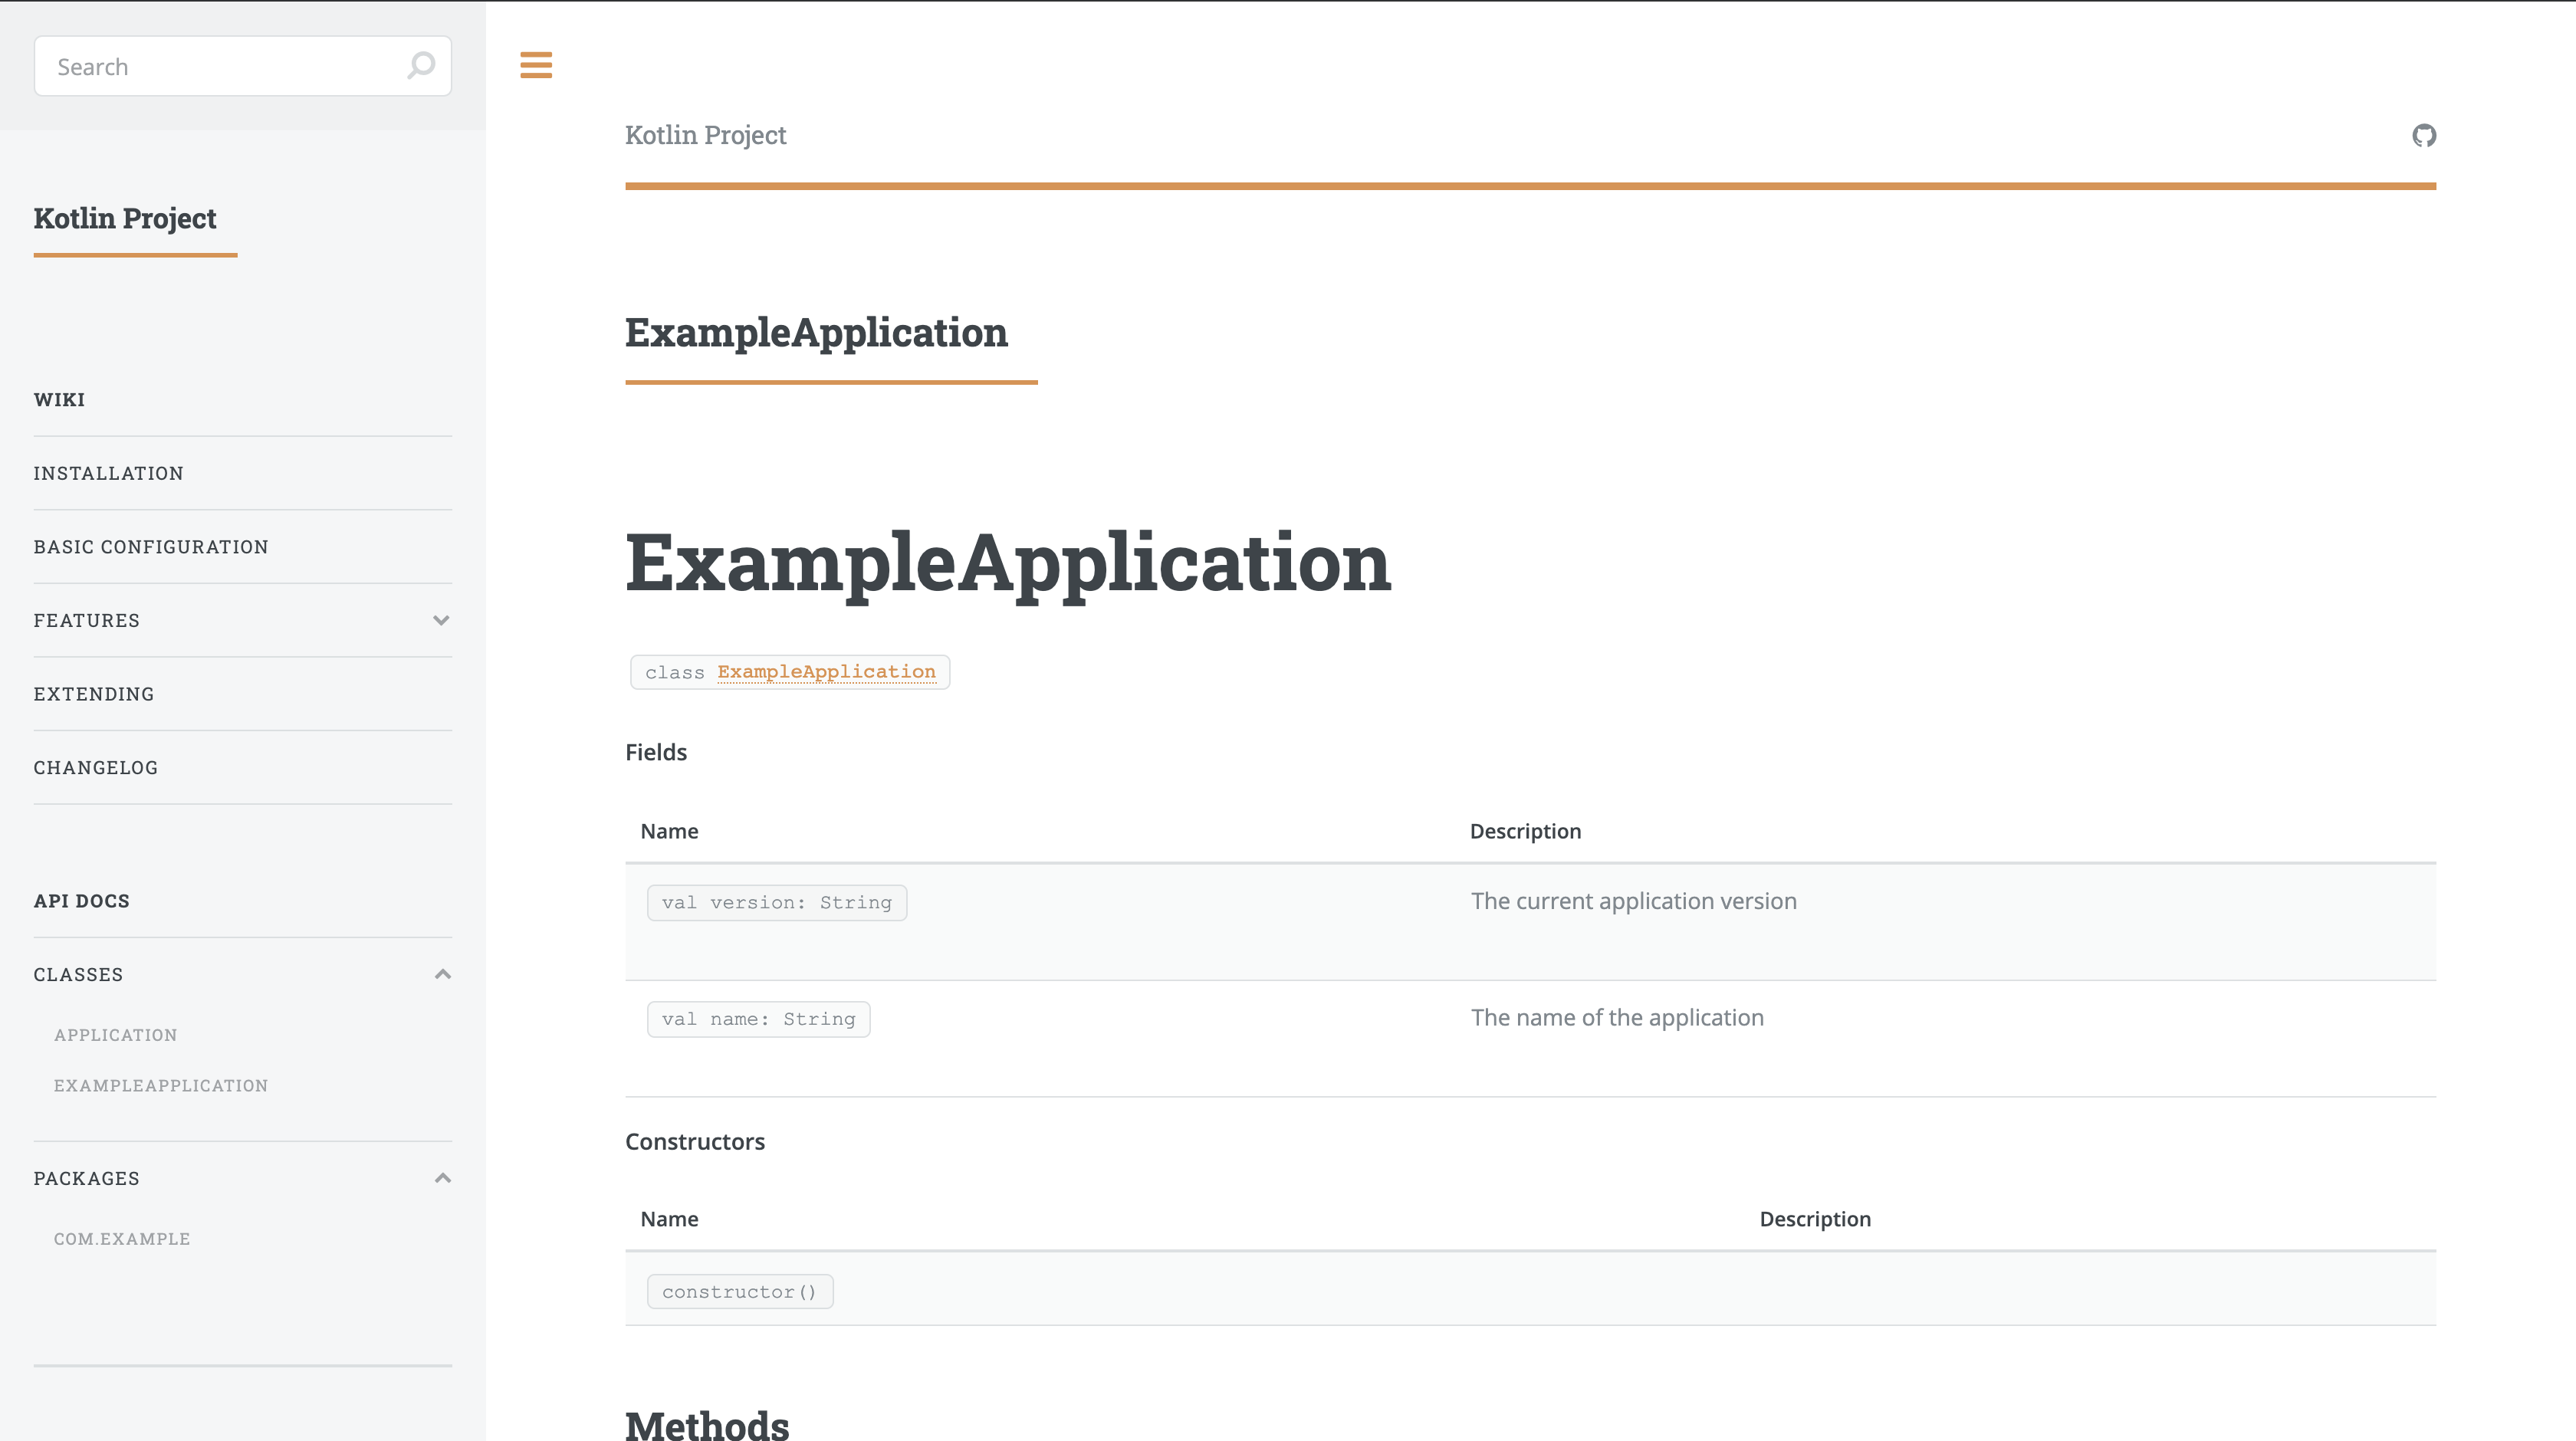 Search
Kotlin Project
WIKI
INSTALLATION
BASIC CONFIGURATION
FEATURES
EXTENDING
CHANGELOG
API DOCS
CLASSES
APPLICATION
EXAMPLEAPPLICATION
PACKAGES
COM.EXAMPLE
Kotlin Project
ExampleApplication
ExampleApplication
class ExampleApplication
Fields
Name Description
val version: String The current application version
val name: String The name of the application
Constructors
Name Description
constructor()
Methods